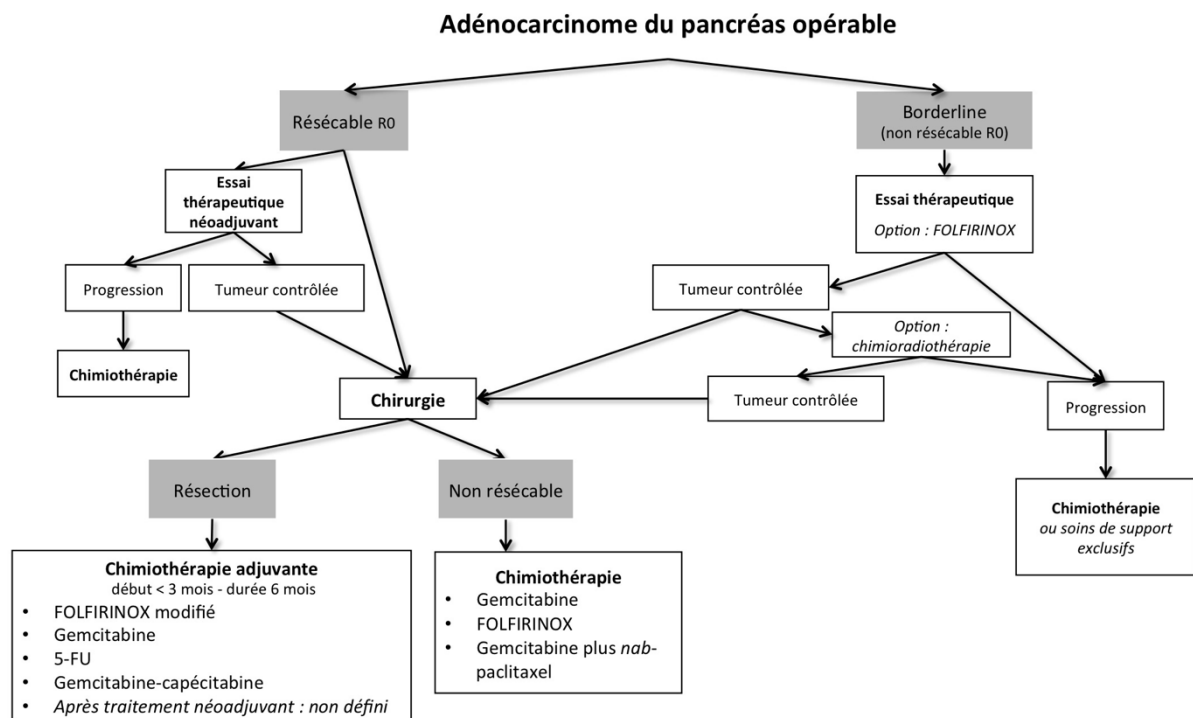 Adénocarcinome du pancréas opérable
Résécable R0
Borderline
(non résécable R0)
Essai
thérapeutique
néoadjuvant
Essai thérapeutique
Option : FOLFIRINOX
Progression
Tumeur contrôlée
Tumeur contrôlée
Option :
chimioradiothérapie
Chimiothérapie
Chirurgie
Tumeur contrôlée
Progression
Résection
Non résécable
Chimiothérapie
ou soins de support
exclusifs
Chimiothérapie adjuvante
début < 3 mois - durée 6 mois
• FOLFIRINOX modifié
• Gemcitabine
• 5-FU
• Gemcitabine-capécitabine
• Après traitement néoadjuvant : non défini
Chimiothérapie
• Gemcitabine
• FOLFIRINOX
• Gemcitabine plus nab-
paclitaxel